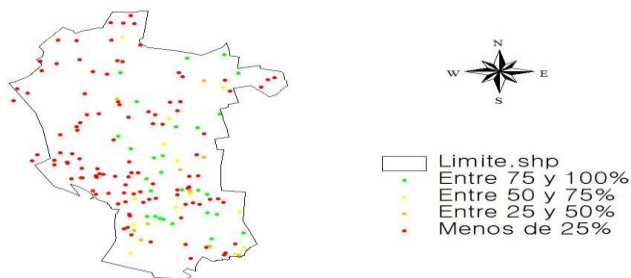 N
W E
S
Limite.shp
Entre 75 y 100%
Entre 50 y 75%
Entre 25 y 50%
Menos de 25%